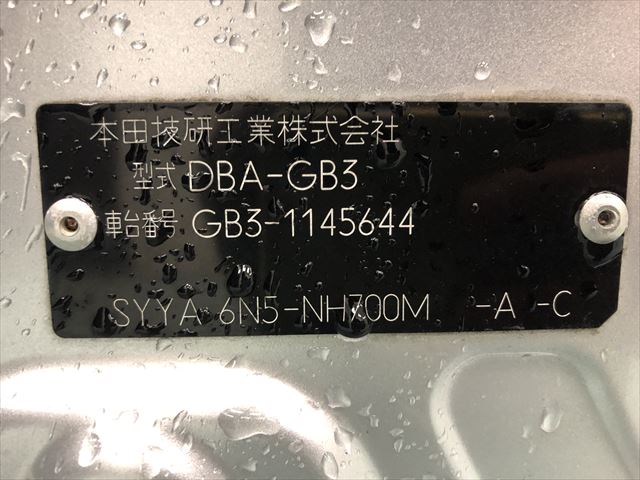 本田技研工業株式会社
型式 DBA-GB3
車台番号 GB3-1145644
SYYA 6N5-NH700M -A -C